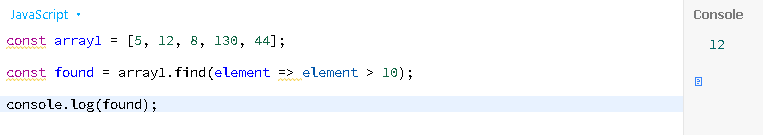 JavaScript
Console
const array1 = [5, 12, 8, 130, 44];
12
const found = array1.find(element => element > 10);
console.log(found);